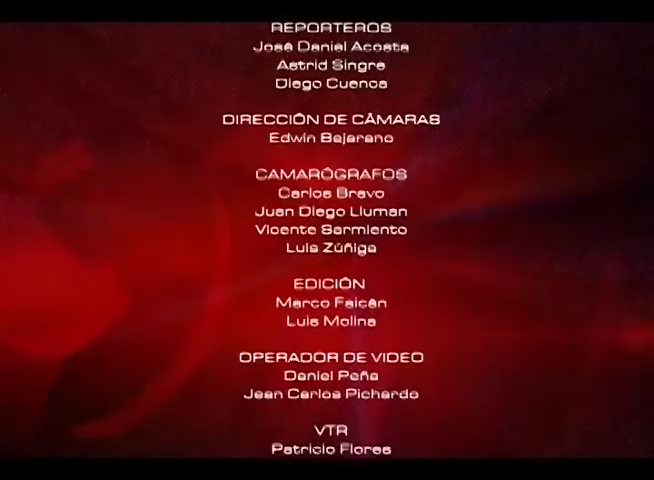 REPORTEROS
José Daniel Acosta
Astrid Singre
Diego Cuenca
DIRECCIÓN DE CÁMARAS
Edwin Bejarano
CAMARÓGRAFOS
Carlos Bravo
Juan Diego Lluman
Vicente Sarmiento
Luis Zúñiga
EDICIÓN
Marco Faicán
Luis Molina
OPERADOR DE VIDEO
Daniel Peña
Jean Carlos Pichardo
VTR
Patricio Flores